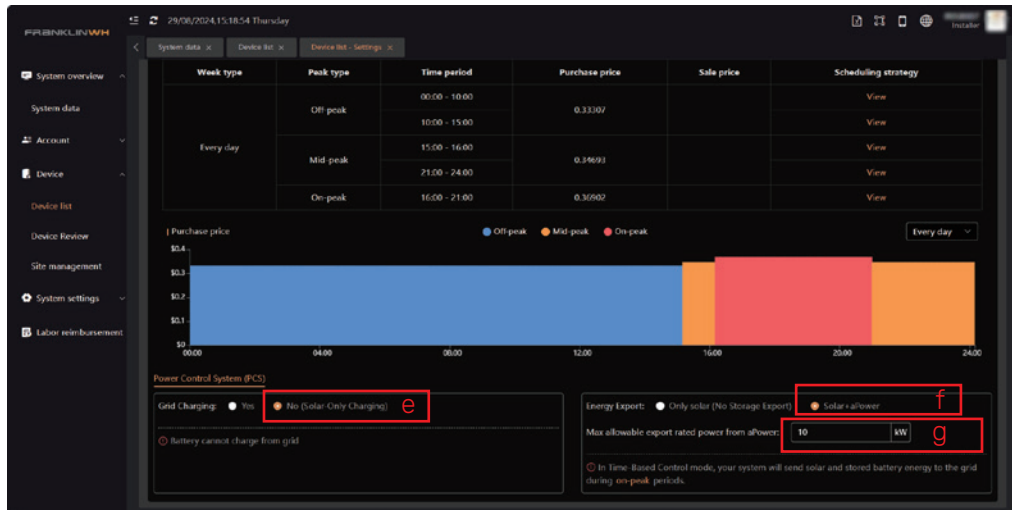 29/08/2024,15:18:54 Thursday
FRANKLINWH
Installer
System data ×
Device list ×
Device list - Settings ×
System overview
System data
Account
Device
Device list
Device Review
Site management
System settings
Labor reimbursement
Week type Peak type Time period Purchase price Sale price Scheduling strategy
Every day
Off-peak
00:00 - 10:00
0.33307
View
10:00 - 15:00
View
Mid-peak
15:00 - 16:00
0.34693
View
21:00 - 24:00
View
On-peak
16:00 - 21:00
0.36902
View
Purchase price
Off-peak Mid-peak On-peak
Every day
$0.4
$0.3
$0.2
$0.1
$0
00:00 04:00 08:00 12:00 16:00 20:00 24:00
Power Control System (PCS)
Grid Charging: Yes No (Solar-Only Charging) e
Battery cannot charge from grid
Energy Export: Only solar (No Storage Export) Solar+aPower f
Max allowable export rated power from aPower: 10 kW g
In Time-Based Control mode, your system will send solar and stored battery energy to the grid
during on-peak periods.